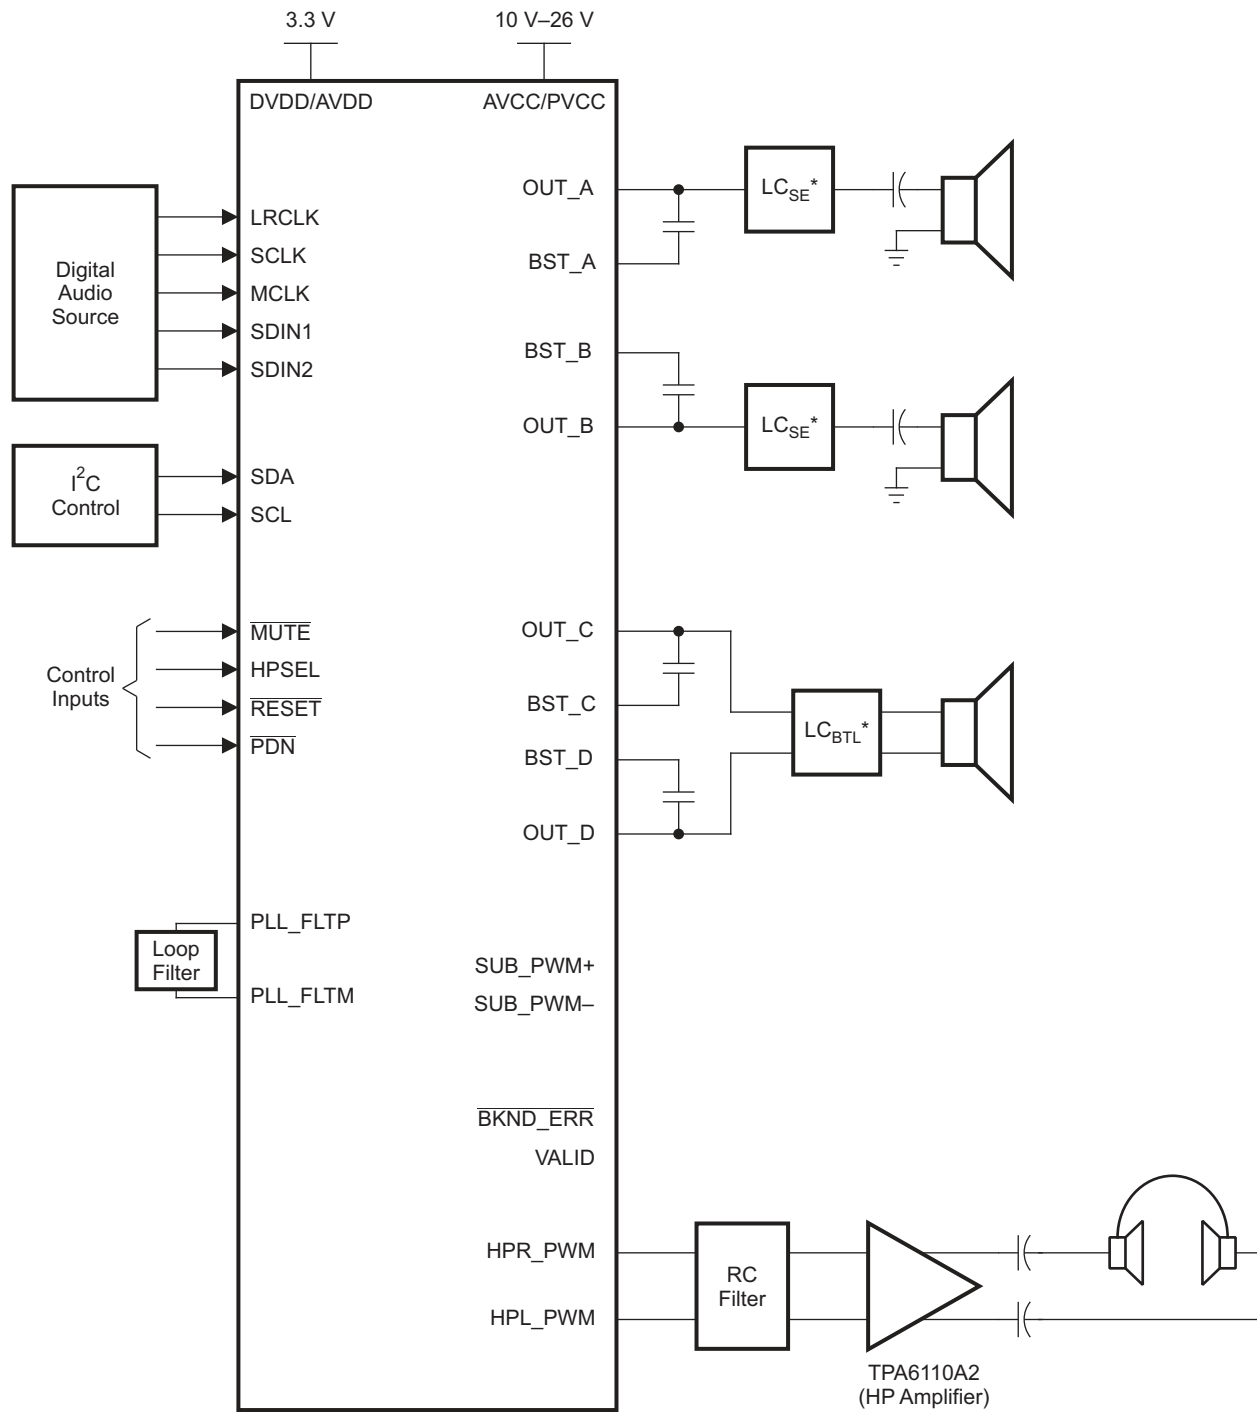 3.3 V
10 V–26 V
DVDD/AVDD
AVCC/PVCC
Digital
Audio
Source
LRCLK
SCLK
MCLK
SDIN1
SDIN2
I2C
Control
SDA
SCL
Control
Inputs
MUTE
HPSEL
RESET
PDN
Loop
Filter
PLL_FLTP
PLL_FLTM
OUT_A
BST_A
LCSE*
BST_B
OUT_B
LCSE*
OUT_C
BST_C
BST_D
OUT_D
LCBTL*
SUB_PWM+
SUB_PWM–
BKND_ERR
VALID
HPR_PWM
HPL_PWM
RC
Filter
TPA6110A2
(HP Amplifier)